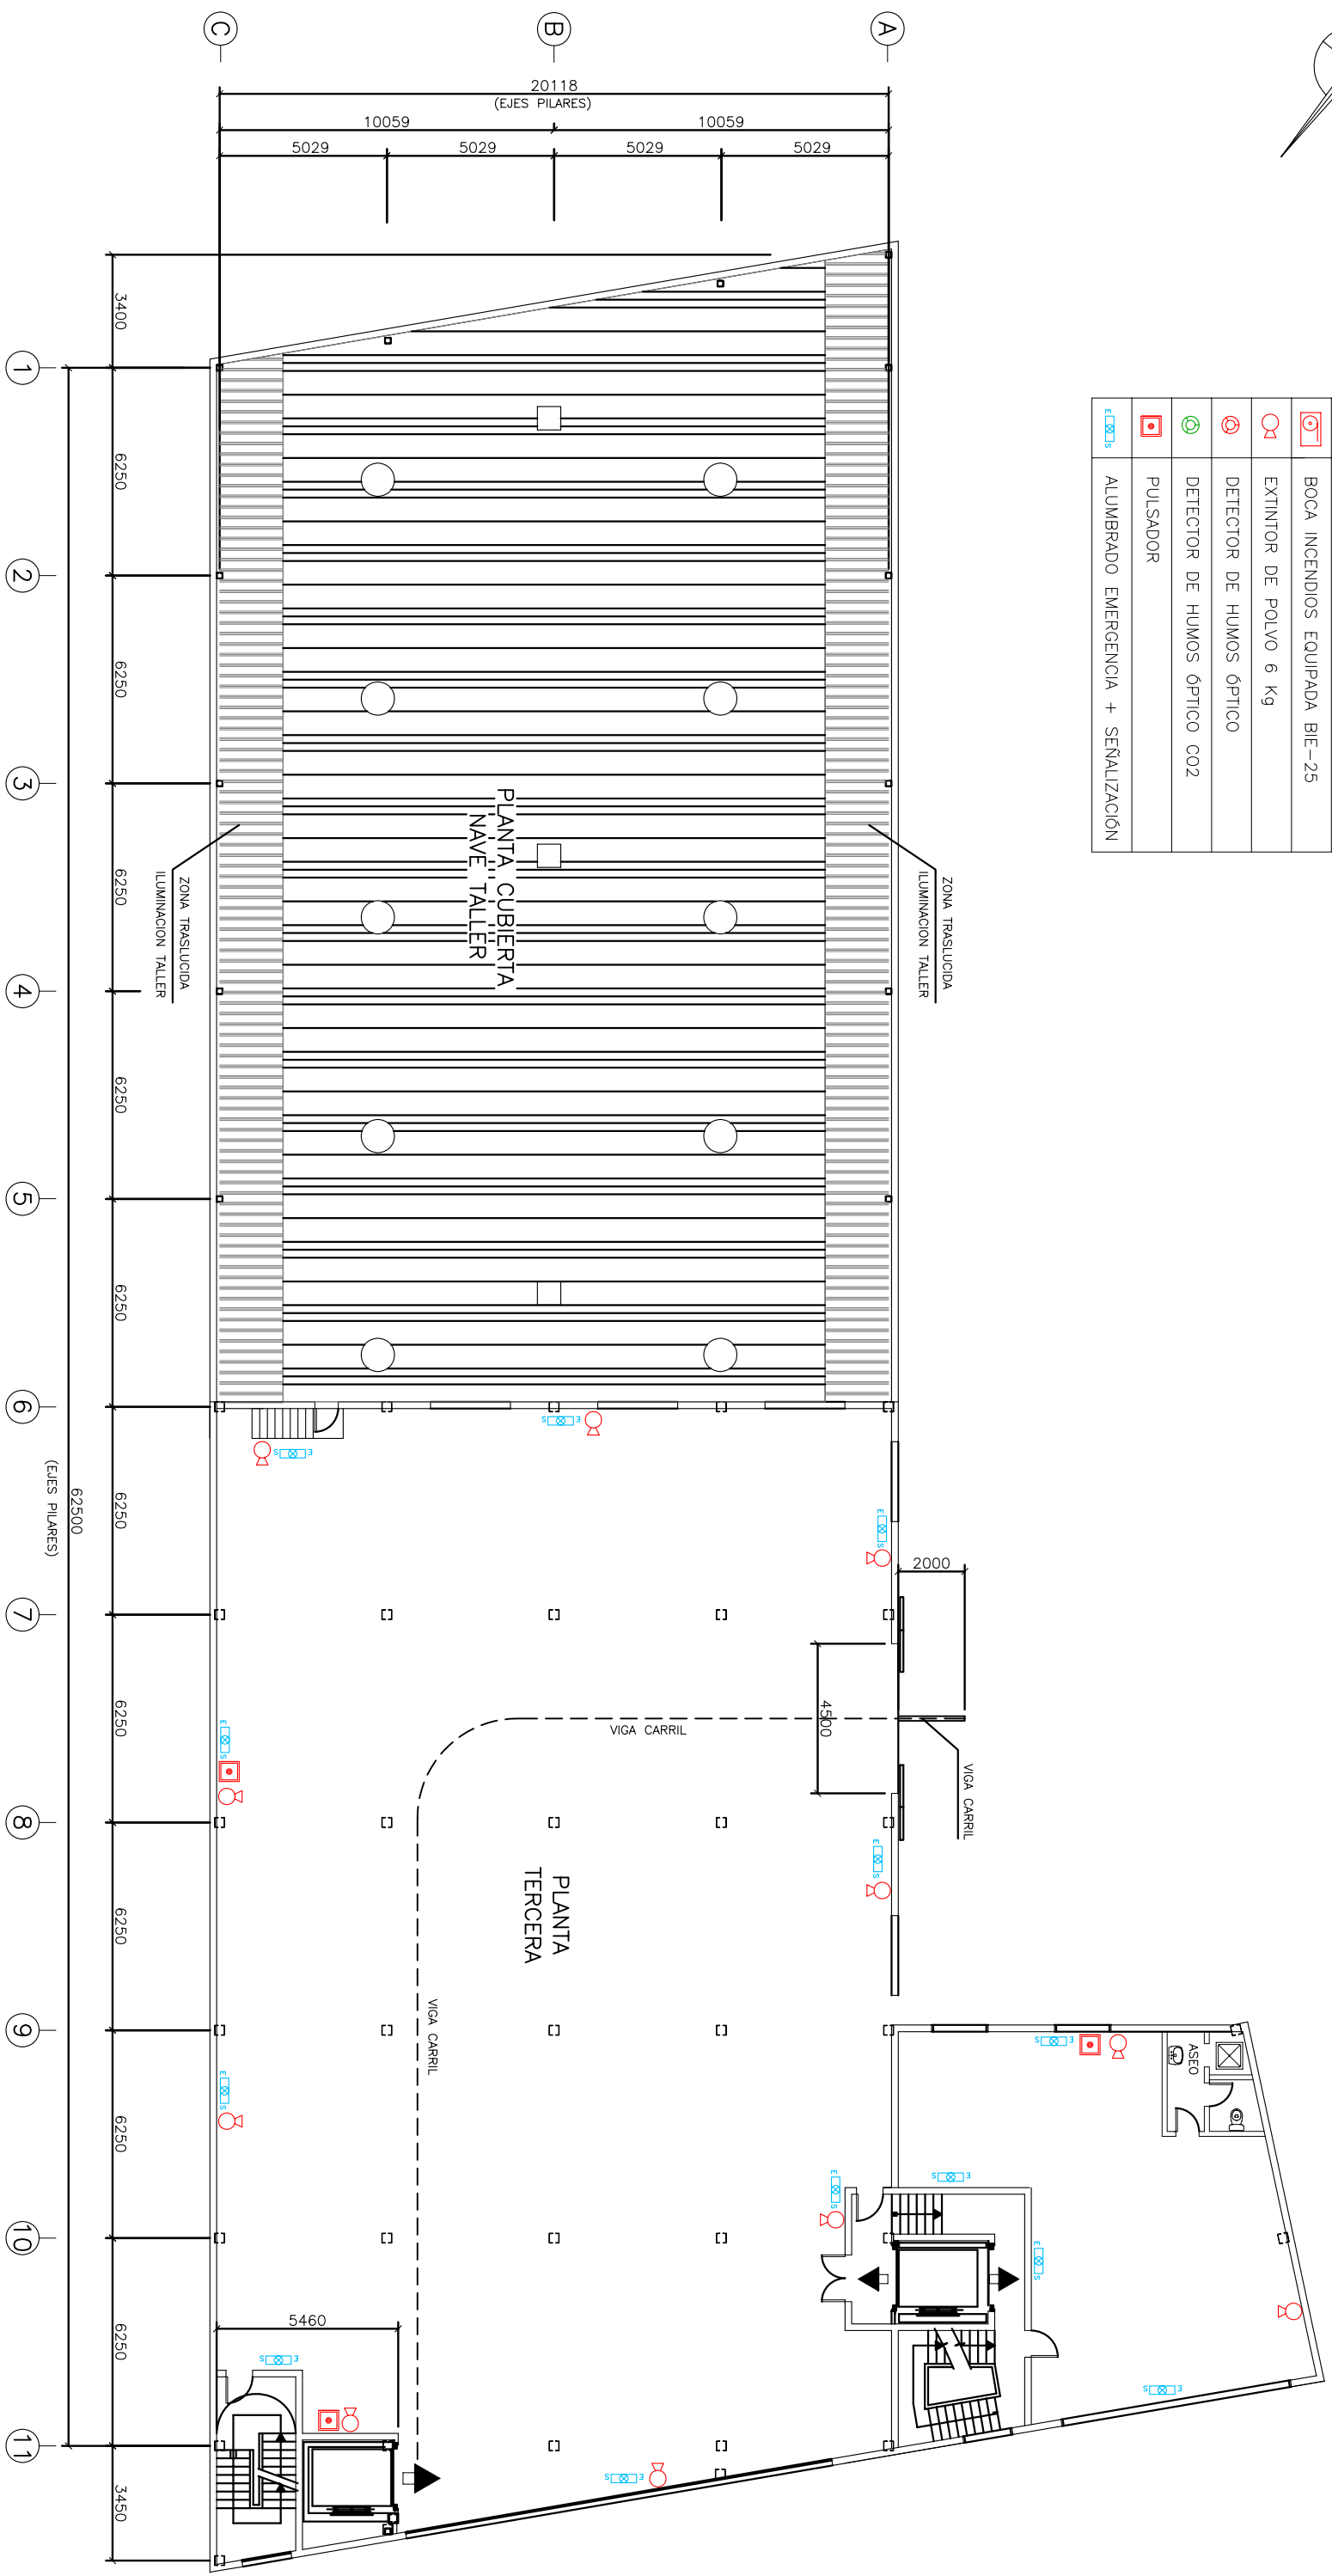 C
B
A
20118
(EJES PILARES)
10059
10059
5029
5029
5029
5029
BOCA INCENDIOS EQUIPADA BIE-25
EXTINTOR DE POLVO 6 Kg
DETECTOR DE HUMOS ÓPTICO
DETECTOR DE HUMOS ÓPTICO CO2
PULSADOR
E S
ALUMBRADO EMERGENCIA + SEÑALIZACIÓN
3400
6250
6250
6250
6250
6250
6250
6250
6250
6250
6250
3450
62500
(EJES PILARES)
1
2
3
4
5
6
7
8
9
10
11
PLANTA CUBIERTA
NAVE TALLER
ZONA TRASLUCIDA
ILUMINACION TALLER
ZONA TRASLUCIDA
ILUMINACION TALLER
S E
S E
E S
2000
4500
VIGA CARRIL
VIGA CARRIL
E S
E S
PLANTA
TERCERA
VIGA CARRIL
S E
ASEO
E S
S E
E S
E S
5460
S E
S E
S E